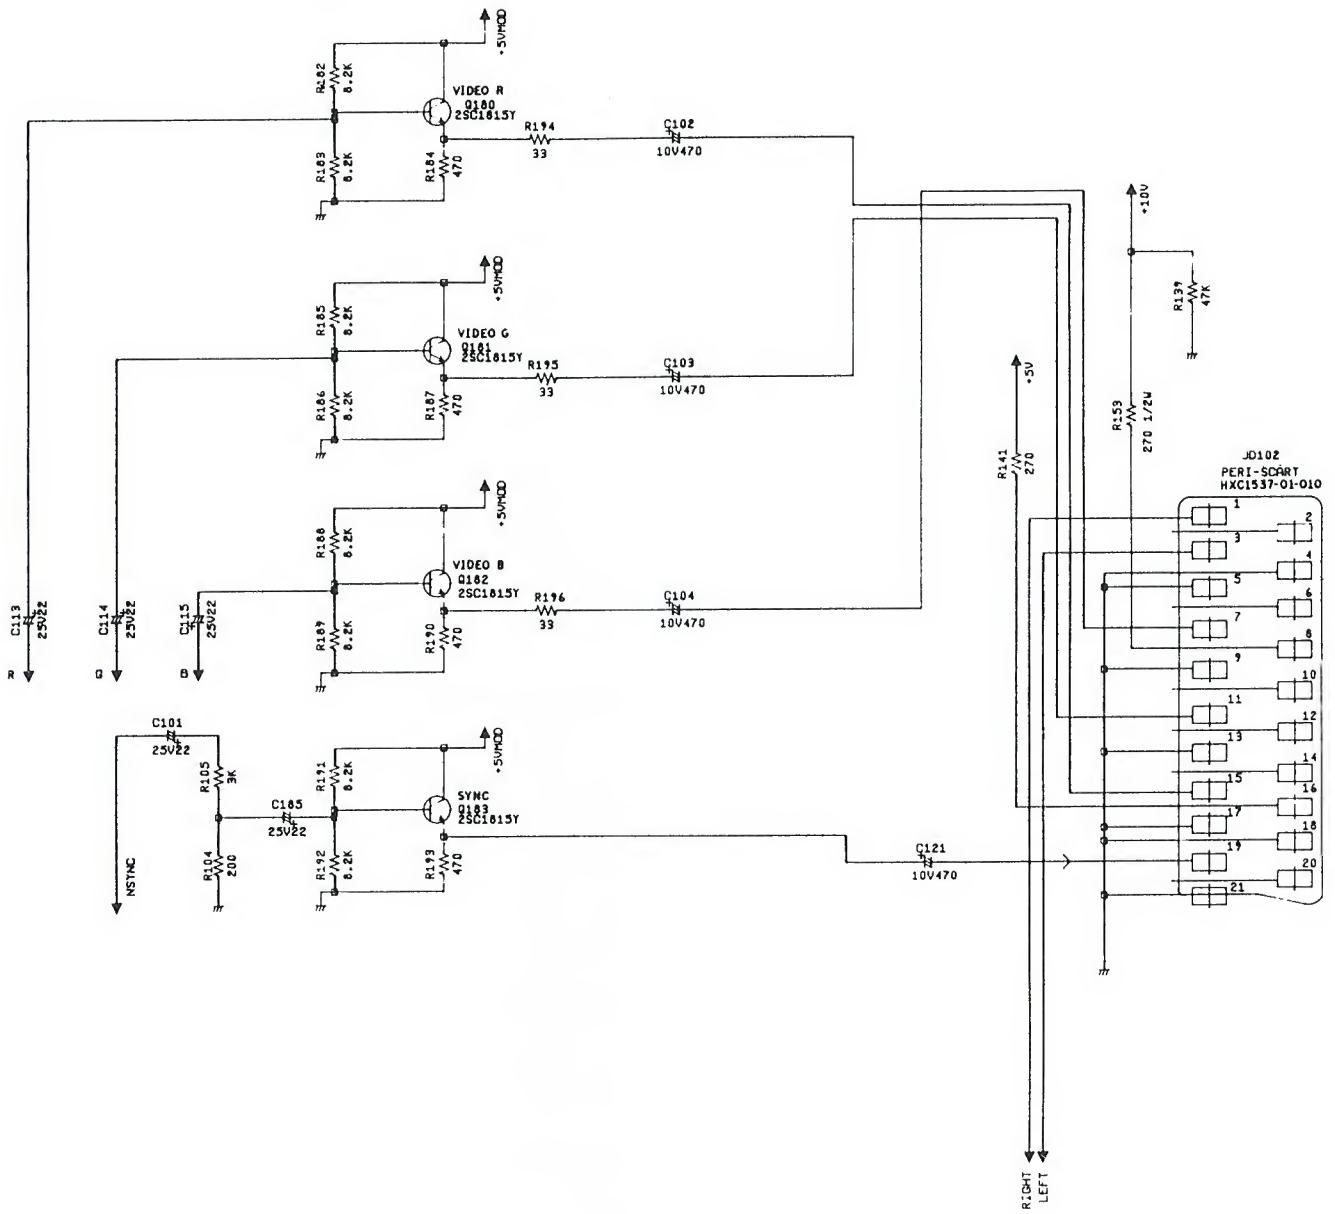 +5VMOD
R182
8.2K
VIDEO R
Q180
2SC1815Y
R194
33
C102
10V470
R183
8.2K
R184
470
+10V
+5VMOD
R185
8.2K
VIDEO G
Q181
2SC1815Y
R195
33
C103
10V470
R186
8.2K
R187
470
R139
47K
+5V
R153
270 1/2W
R141
270
JD102
PERI-SCART
HXC1537-01-010
+5VMOD
R188
8.2K
VIDEO B
Q182
2SC1815Y
R196
33
C104
10V470
R189
8.2K
R190
470
C113
25V22
C114
25V22
C115
25V22
R
G
B
1
2
3
4
5
6
7
8
9
10
11
12
13
14
15
16
17
18
19
20
21
C101
25V22
R105
3K
C185
25V22
R104
200
NSYNC
+5VMOD
R191
8.2K
SYNC
Q183
2SC1815Y
R192
8.2K
R193
470
C121
10V470
RIGHT
LEFT